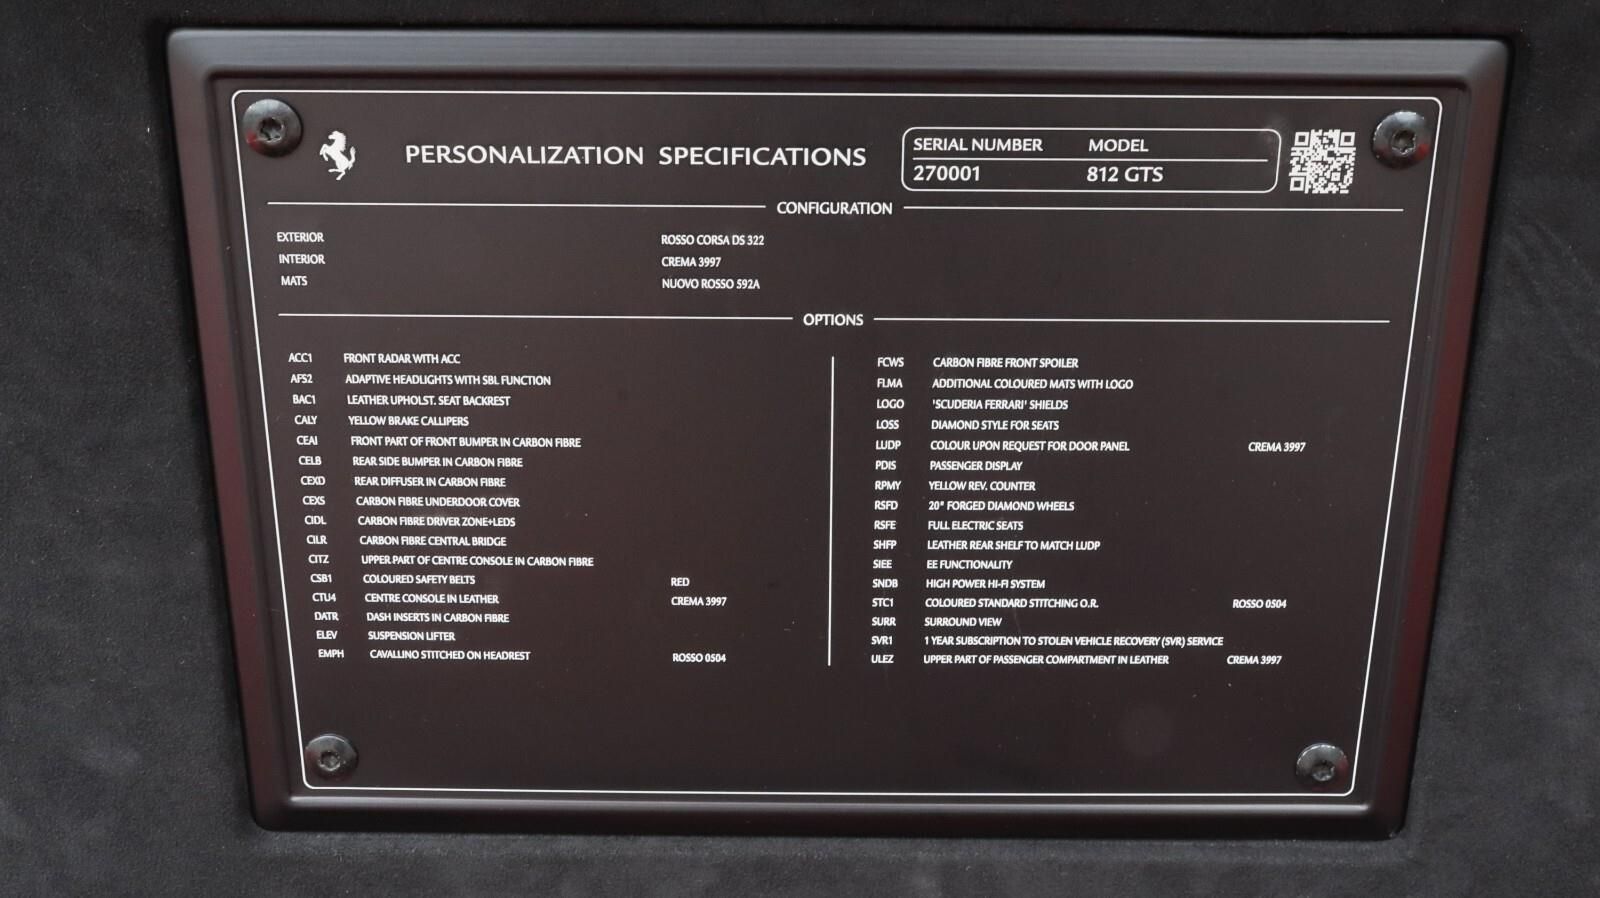 PERSONALIZATION SPECIFICATIONS
SERIAL NUMBER MODEL
270001 812 GTS
CONFIGURATION
EXTERIOR ROSSO CORSA DS 322
INTERIOR CREMA 3997
MATS NUOVO ROSSO 592A
OPTIONS
ACC1 FRONT RADAR WITH ACC
AFS2 ADAPTIVE HEADLIGHTS WITH SBL FUNCTION
BAC1 LEATHER UPHOLST. SEAT BACKREST
CALY YELLOW BRAKE CALLIPERS
CEAI FRONT PART OF FRONT BUMPER IN CARBON FIBRE
CELB REAR SIDE BUMPER IN CARBON FIBRE
CEXD REAR DIFFUSER IN CARBON FIBRE
CEXS CARBON FIBRE UNDERDOOR COVER
CIDL CARBON FIBRE DRIVER ZONE+LEDS
CILR CARBON FIBRE CENTRAL BRIDGE
CITZ UPPER PART OF CENTRE CONSOLE IN CARBON FIBRE
CSB1 COLOURED SAFETY BELTS RED
CTU4 CENTRE CONSOLE IN LEATHER CREMA 3997
DATR DASH INSERTS IN CARBON FIBRE
ELEV SUSPENSION LIFTER
EMPH CAVALLINO STITCHED ON HEADREST ROSSO 0504
FCWS CARBON FIBRE FRONT SPOILER
FLMA ADDITIONAL COLOURED MATS WITH LOGO
LOGO 'SCUDERIA FERRARI' SHIELDS
LOSS DIAMOND STYLE FOR SEATS
LUDP COLOUR UPON REQUEST FOR DOOR PANEL CREMA 3997
PDIS PASSENGER DISPLAY
RPMY YELLOW REV. COUNTER
RSFD 20" FORGED DIAMOND WHEELS
RSFE FULL ELECTRIC SEATS
SHFP LEATHER REAR SHELF TO MATCH LUDP
SIEE EE FUNCTIONALITY
SNDB HIGH POWER HI-FI SYSTEM
STC1 COLOURED STANDARD STITCHING O.R. ROSSO 0504
SURR SURROUND VIEW
SVR1 1 YEAR SUBSCRIPTION TO STOLEN VEHICLE RECOVERY (SVR) SERVICE
ULEZ UPPER PART OF PASSENGER COMPARTMENT IN LEATHER CREMA 3997